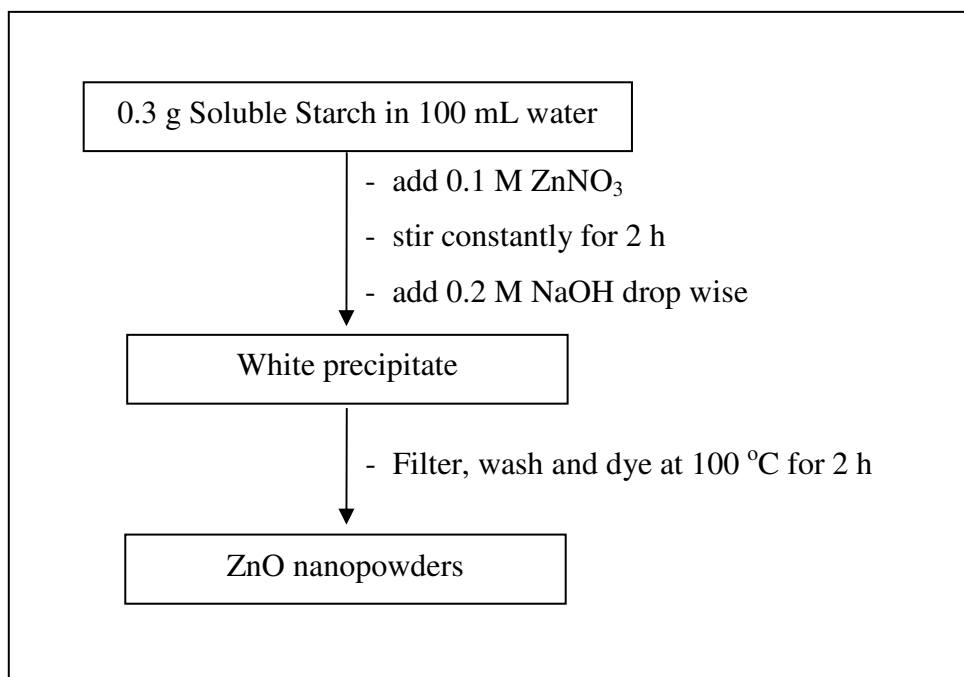 0.3 g Soluble Starch in 100 mL water
- add 0.1 M ZnNO₃
- stir constantly for 2 h
- add 0.2 M NaOH drop wise
White precipitate
- Filter, wash and dye at 100 °C for 2 h
ZnO nanopowders